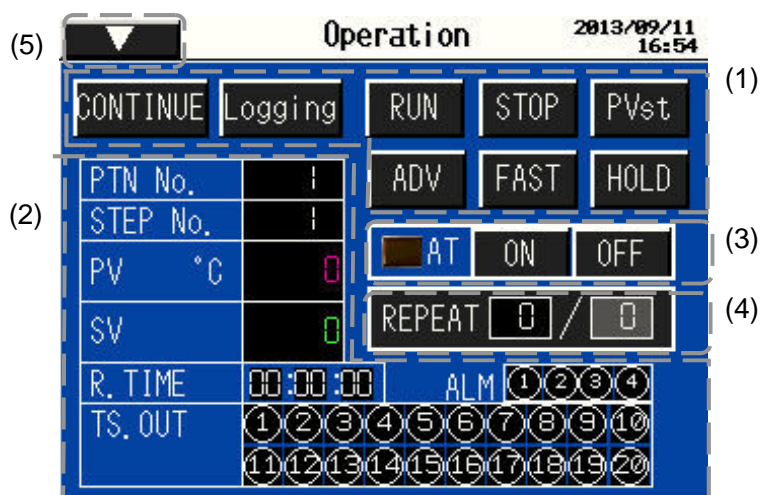 (5)
▼ Operation 2013/09/11
16:54
(1)
CONTINUE Logging RUN STOP PVst
ADV FAST HOLD
(2)
PTN No. 1
STEP No. 1
PV °C 0
SV 0
(3)
AT ON OFF
(4)
REPEAT 0 / 0
R.TIME 00:00:00 ALM 1 2 3 4
TS.OUT 1 2 3 4 5 6 7 8 9 10
11 12 13 14 15 16 17 18 19 20